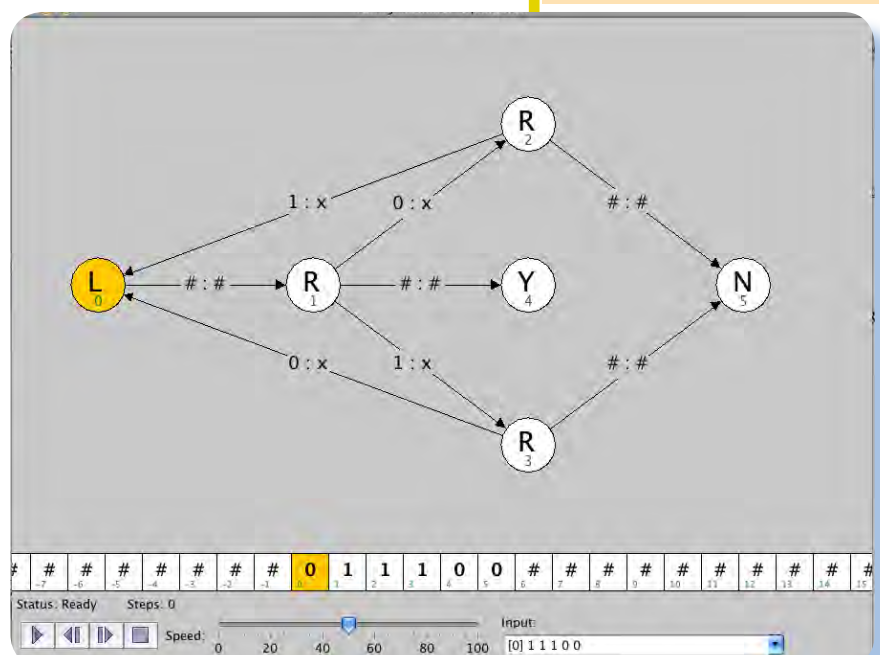 R
2
1 : x
0 : x
# : #
L
0
# : #
R
1
# : #
Y
4
N
5
0 : x
1 : x
# : #
R
3
# # # # # # # # 0 1 1 1 0 0 # # # # # # # # # #
-7 -6 -5 -4 -3 -2 -1 0 1 2 3 4 5 6 7 8 9 10 11 12 13 14 15
Status: Ready Steps: 0
Speed: 0 20 40 60 80 100
Input:
[0] 1 1 1 0 0